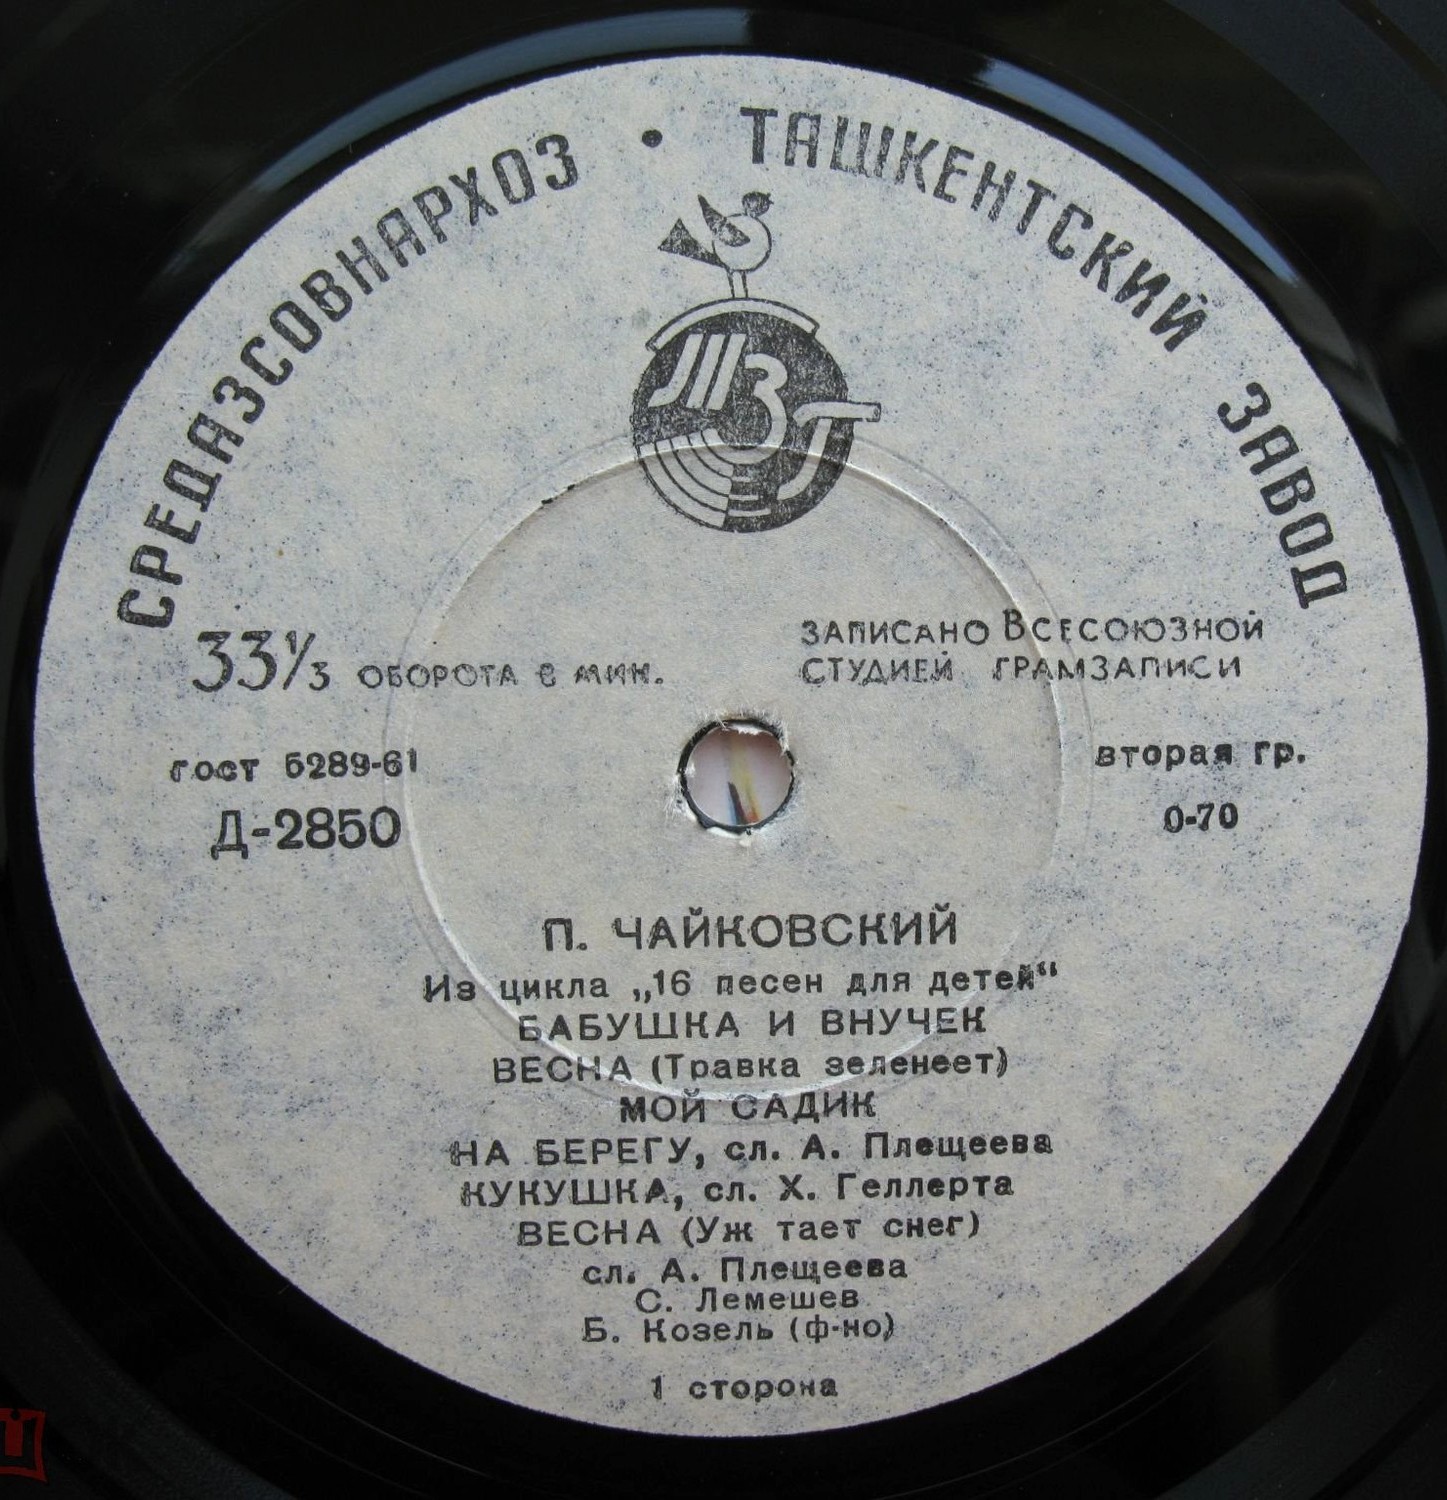 СРЕДАЗСОВНАРХОЗ • ТАШКЕНТСКИЙ ЗАВОД
ТЗГ
33⅓ ОБОРОТА В МИН.
ЗАПИСАНО ВСЕСОЮЗНОЙ
СТУДИЕЙ ГРАМЗАПИСИ
гост 5289-61
вторая гр.
Д-2850
0-70
П. ЧАЙКОВСКИЙ
Из цикла „16 песен для детей“
БАБУШКА И ВНУЧЕК
ВЕСНА (Травка зеленеет)
МОЙ САДИК
НА БЕРЕГУ, сл. А. Плещеева
КУКУШКА, сл. Х. Геллерта
ВЕСНА (Уж тает снег)
сл. А. Плещеева
С. Лемешев
Б. Козель (ф-но)
1 сторона